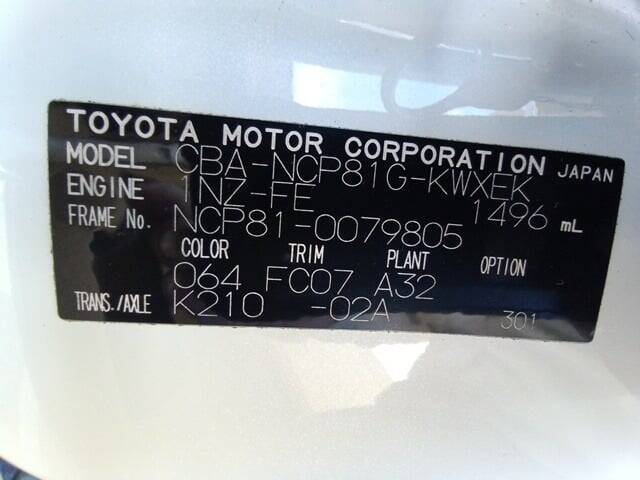 TOYOTA MOTOR CORPORATION JAPAN
MODEL CBA-NCP81G-KWXEK
ENGINE 1NZ-FE 1496 mL
FRAME No. NCP81-0079805
COLOR TRIM PLANT OPTION
064 FC07 A32
TRANS./AXLE K210 -02A 301